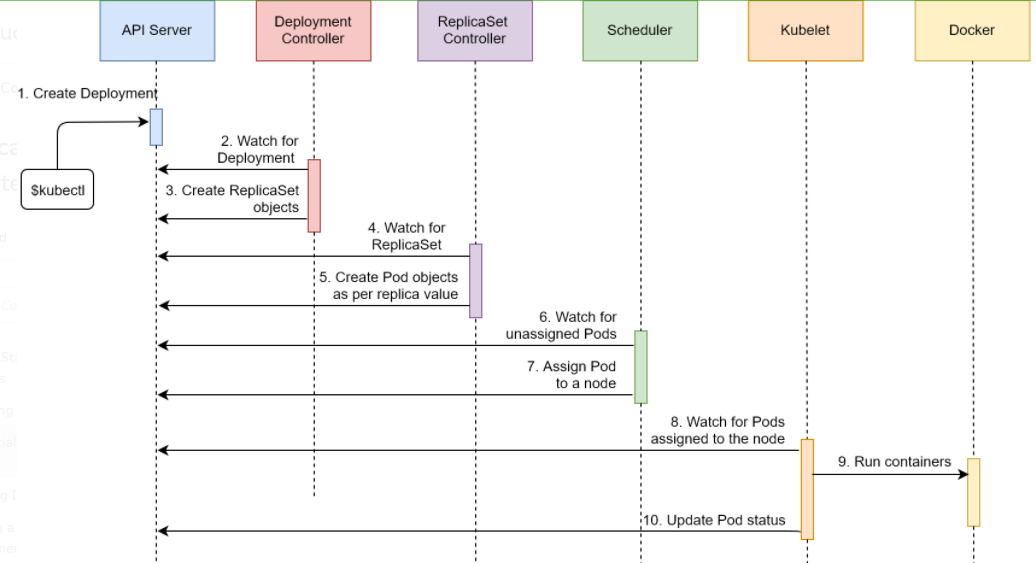 API Server
Deployment
Controller
ReplicaSet
Controller
Scheduler
Kubelet
Docker
1. Create Deployment
$kubectl
2. Watch for
Deployment
3. Create ReplicaSet
objects
4. Watch for
ReplicaSet
5. Create Pod objects
as per replica value
6. Watch for
unassigned Pods
7. Assign Pod
to a node
8. Watch for Pods
assigned to the node
9. Run containers
10. Update Pod status